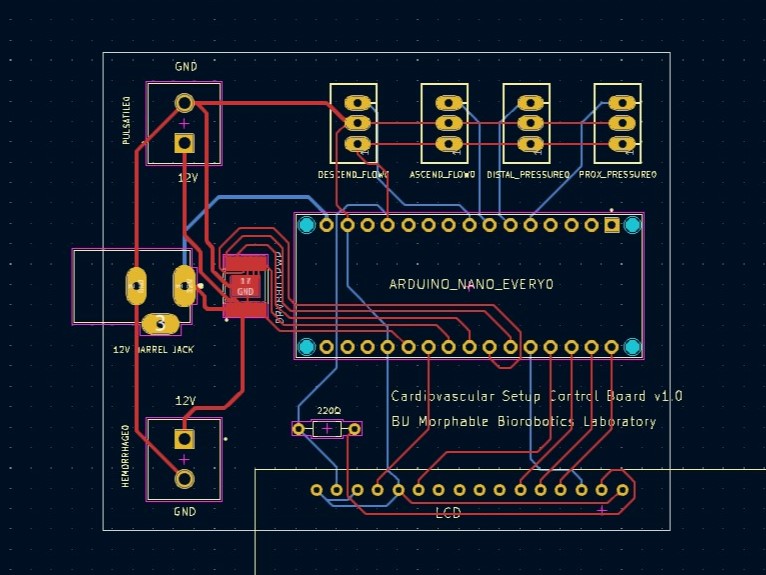 GND
PULSATILE0
12V
DESCEND_FLOW0
ASCEND_FLOW0
DISTAL_PRESSURE0
PROX_PRESSURE0
GND
ARDUINO_NANO_EVERY0
12V BARREL JACK
3
12V
Cardiovascular Setup Control Board v1.0
BU Morphable Biorobotics Laboratory
220Ω
HEMORRHAGE0
GND
LCD